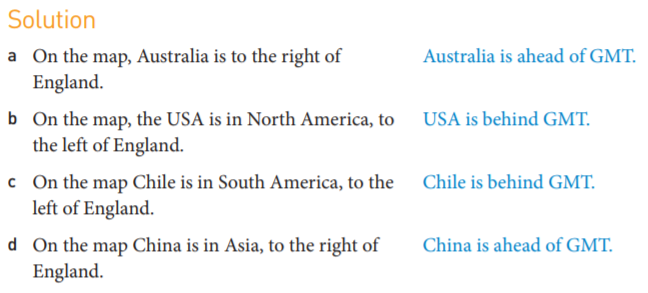 Solution
a On the map, Australia is to the right of England. Australia is ahead of GMT.
b On the map, the USA is in North America, to the left of England. USA is behind GMT.
c On the map Chile is in South America, to the left of England. Chile is behind GMT.
d On the map China is in Asia, to the right of England. China is ahead of GMT.